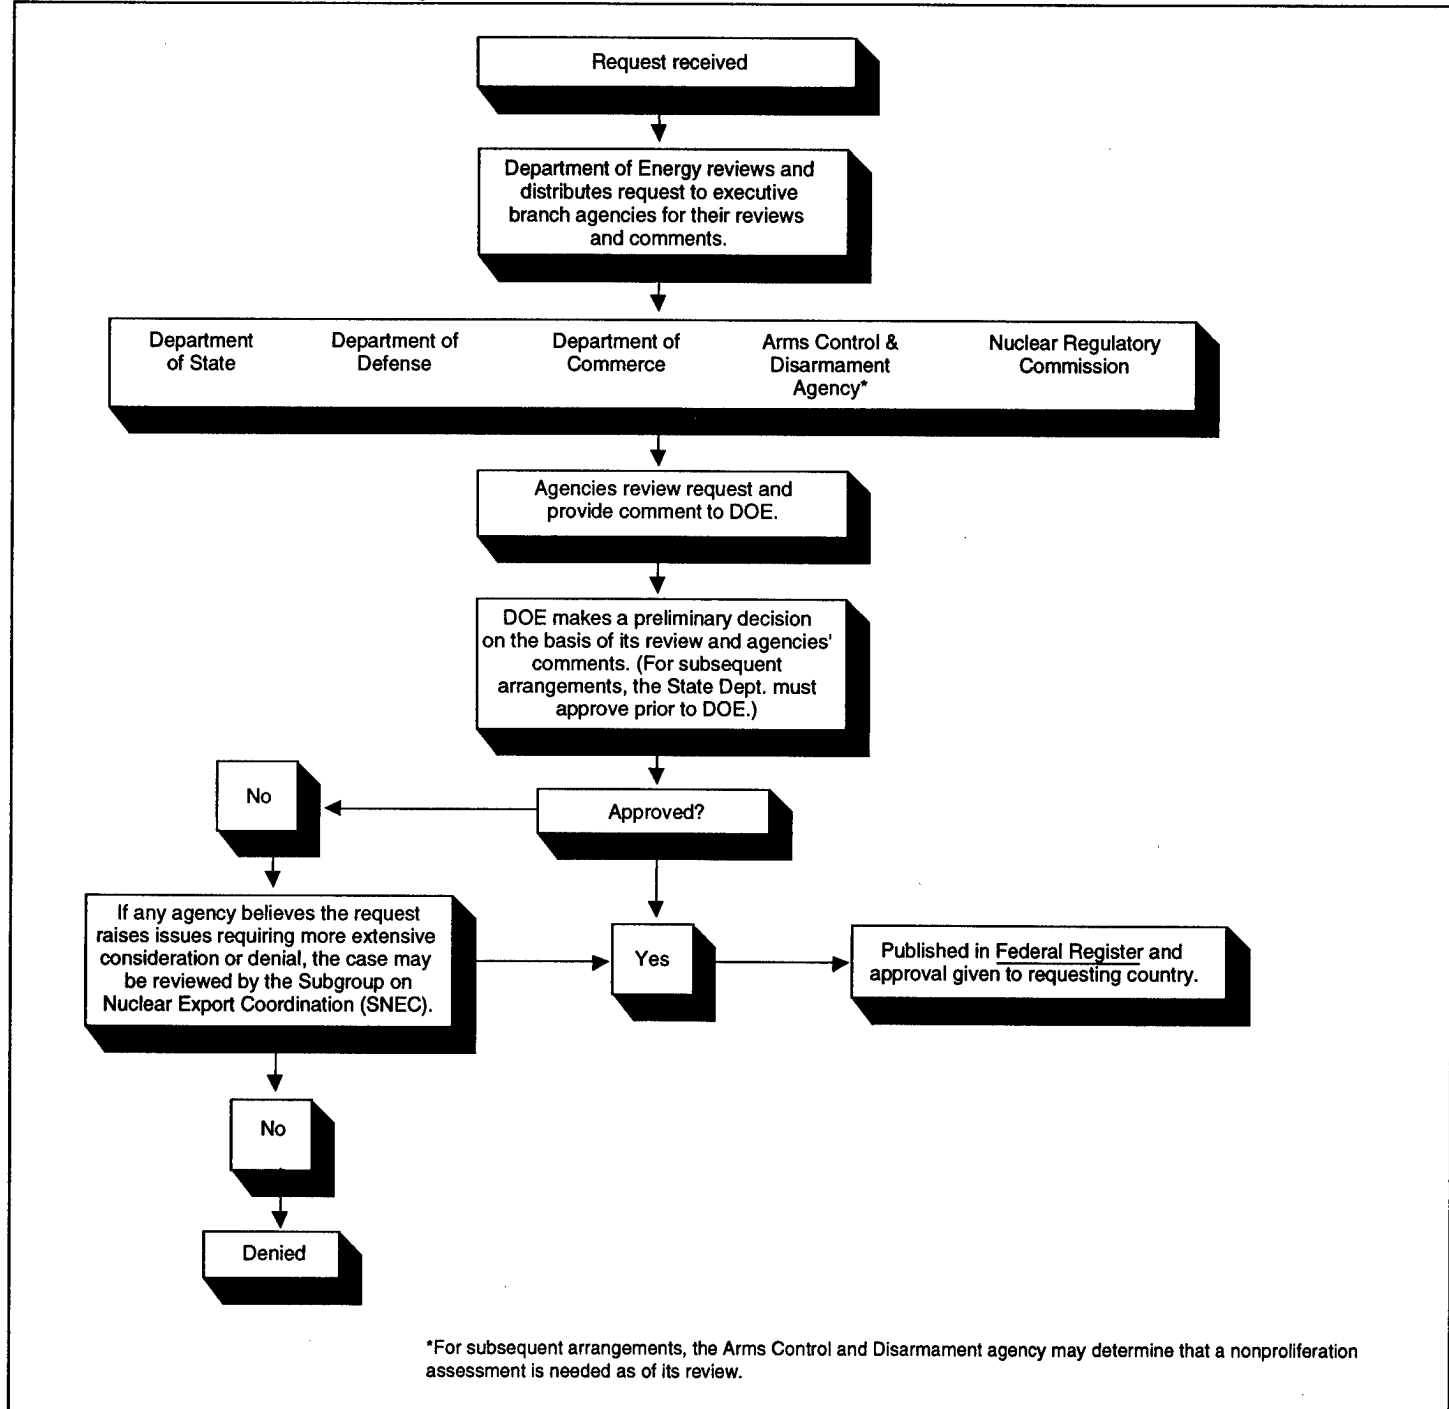 Request received
Department of Energy reviews and
distributes request to executive
branch agencies for their reviews
and comments.
Department
of State
Department of
Defense
Department of
Commerce
Arms Control &
Disarmament
Agency*
Nuclear Regulatory
Commission
Agencies review request and
provide comment to DOE.
DOE makes a preliminary decision
on the basis of its review and agencies'
comments. (For subsequent
arrangements, the State Dept. must
approve prior to DOE.)
Approved?
No
If any agency believes the request
raises issues requiring more extensive
consideration or denial, the case may
be reviewed by the Subgroup on
Nuclear Export Coordination (SNEC).
Yes
Published in Federal Register and
approval given to requesting country.
No
Denied
*For subsequent arrangements, the Arms Control and Disarmament agency may determine that a nonproliferation
assessment is needed as of its review.